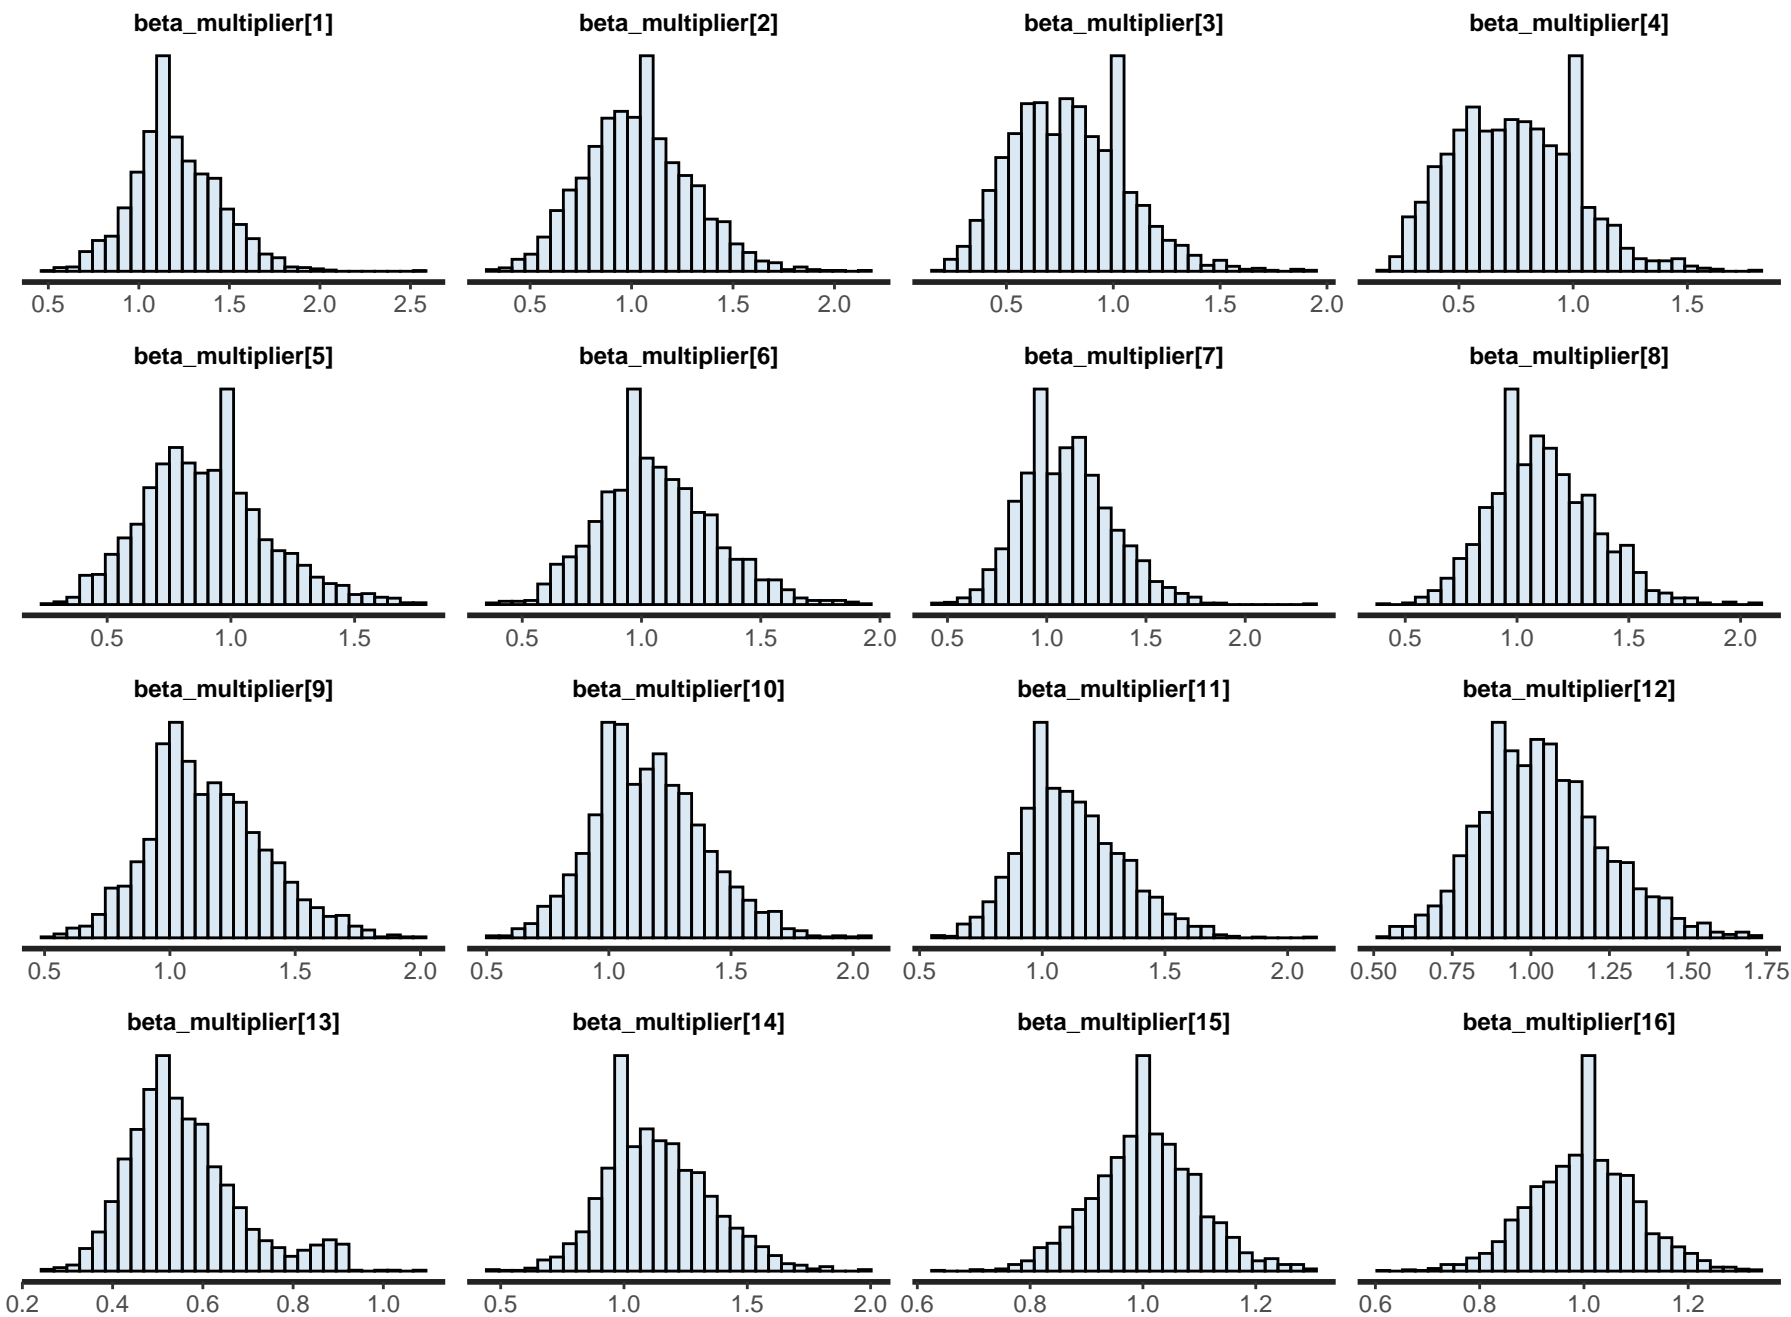 beta_multiplier[1] beta_multiplier[2] beta_multiplier[3] beta_multiplier[4]
0.5 1.0 1.5 2.0 2.5 0.5 1.0 1.5 2.0 0.5 1.0 1.5 2.0 0.5 1.0 1.5
beta_multiplier[5] beta_multiplier[6] beta_multiplier[7] beta_multiplier[8]
0.5 1.0 1.5 0.5 1.0 1.5 2.0 0.5 1.0 1.5 2.0 0.5 1.0 1.5 2.0
beta_multiplier[9] beta_multiplier[10] beta_multiplier[11] beta_multiplier[12]
0.5 1.0 1.5 2.0 0.5 1.0 1.5 2.0 0.5 1.0 1.5 2.0 0.50 0.75 1.00 1.25 1.50 1.75
beta_multiplier[13] beta_multiplier[14] beta_multiplier[15] beta_multiplier[16]
0.2 0.4 0.6 0.8 1.0 0.5 1.0 1.5 2.0 0.6 0.8 1.0 1.2 0.6 0.8 1.0 1.2